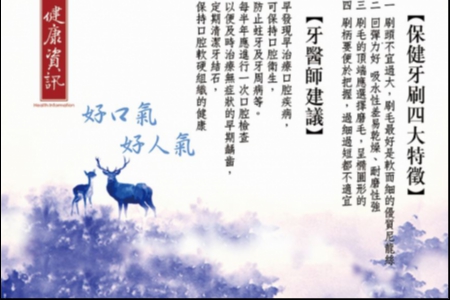 【保健牙刷四大特徵】
一 刷頭不宜過大，刷毛最好是軟而細的優質尼龍絲
二 回彈力好，吸水性差易乾燥、耐磨性強
三 刷毛的頂端應選擇磨毛，呈橢圓形的
四 刷柄要便於把握，過細過短都不適宜
【牙醫師建議】
早發現早治療口腔疾病，
可保持口腔衛生，
防止蛀牙及牙周病等。
每半年應進行一次口腔檢查
以便及時治療無症狀的早期齲齒，
定期清潔牙結石，
保持口腔軟硬組織的健康
好口氣
好人氣
健康資訊
Health Information